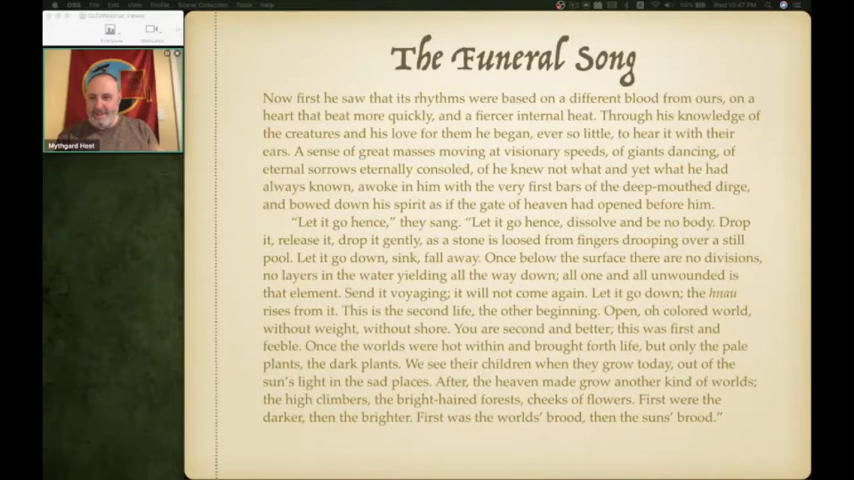 GoToWebinar Viewer
Mythgard Host
The Funeral Song
Now first he saw that its rhythms were based on a different blood from ours, on a
heart that beat more quickly, and a fiercer internal heat. Through his knowledge of
the creatures and his love for them he began, ever so little, to hear it with their
ears. A sense of great masses moving at visionary speeds, of giants dancing, of
eternal sorrows eternally consoled, of he knew not what and yet what he had
always known, awoke in him with the very first bars of the deep-mouthed dirge,
and bowed down his spirit as if the gate of heaven had opened before him.
“Let it go hence,” they sang. “Let it go hence, dissolve and be no body. Drop
it, release it, drop it gently, as a stone is loosed from fingers drooping over a still
pool. Let it go down, sink, fall away. Once below the surface there are no divisions,
no layers in the water yielding all the way down; all one and all unwounded is
that element. Send it voyaging; it will not come again. Let it go down; the hnau
rises from it. This is the second life, the other beginning. Open, oh colored world,
without weight, without shore. You are second and better; this was first and
feeble. Once the worlds were hot within and brought forth life, but only the pale
plants, the dark plants. We see their children when they grow today, out of the
sun’s light in the sad places. After, the heaven made grow another kind of worlds;
the high climbers, the bright-haired forests, cheeks of flowers. First were the
darker, then the brighter. First was the worlds’ brood, then the suns’ brood.”